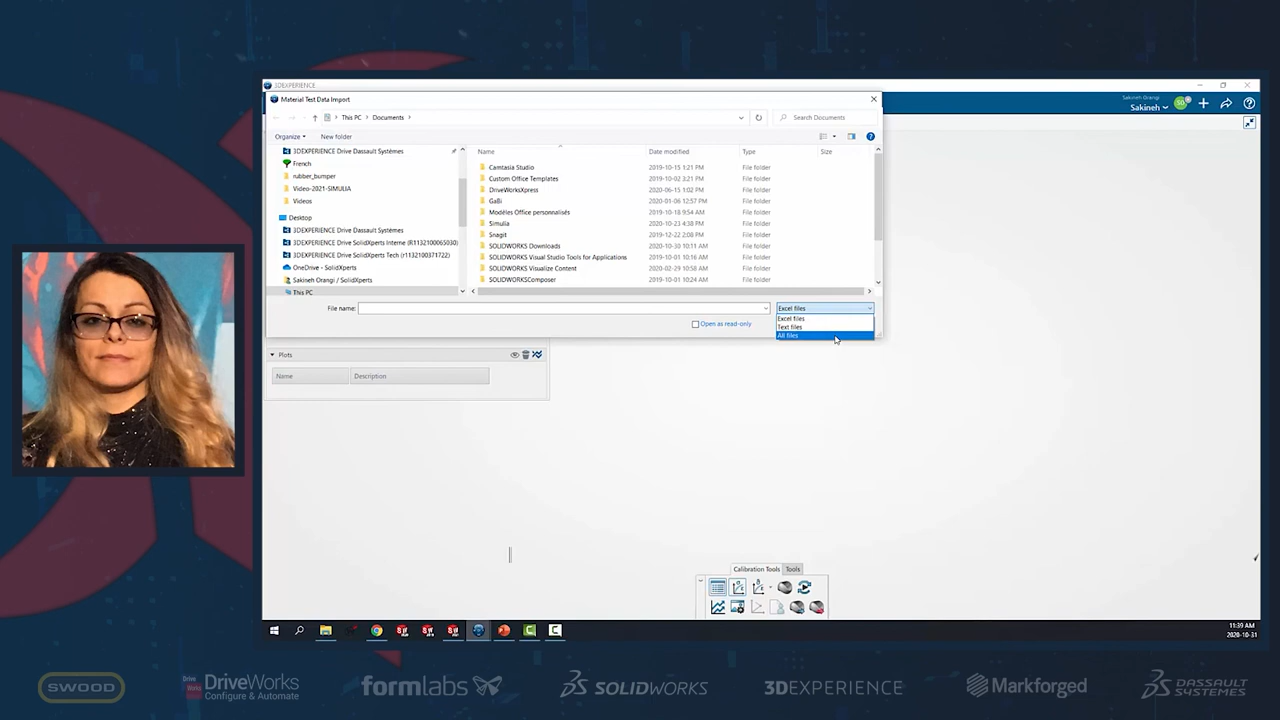 3DEXPERIENCE
Material Test Data Import
Sakineh Orangi
Sakineh
SO
This PC > Documents >
Search Documents
Organize
New folder
3DEXPERIENCE Drive Dassault Systèmes
French
rubber_bumper
Video-2021-SIMULIA
Videos
Desktop
3DEXPERIENCE Drive Dassault Systèmes
3DEXPERIENCE Drive SolidXperts Interne (R1132100065030)
3DEXPERIENCE Drive SolidXperts Tech (r1132100371722)
OneDrive - SolidXperts
Sakineh Orangi / SolidXperts
This PC
Name Date modified Type Size
Camtasia Studio 2019-10-15 1:21 PM File folder
Custom Office Templates 2019-10-02 3:21 PM File folder
DriveWorksXpress 2020-06-15 1:02 PM File folder
GaBi 2020-01-06 12:57 PM File folder
Modèles Office personnalisés 2019-10-18 9:54 AM File folder
Simulia 2020-10-23 4:38 PM File folder
Snagit 2019-12-22 2:08 PM File folder
SOLIDWORKS Downloads 2020-10-30 10:11 AM File folder
SOLIDWORKS Visual Studio Tools for Applications 2019-10-01 10:16 AM File folder
SOLIDWORKS Visualize Content 2020-02-29 10:58 AM File folder
SOLIDWORKSComposer 2019-10-01 10:24 AM File folder
File name:
Excel files
Excel files
Text files
All files
Open as read-only
Plots
Name Description
Calibration Tools Tools
11:39 AM
2020-10-31
SWOOD
DriveWorks
Configure & Automate
formlabs
SOLIDWORKS
3DEXPERIENCE
Markforged
DASSAULT
SYSTEMES